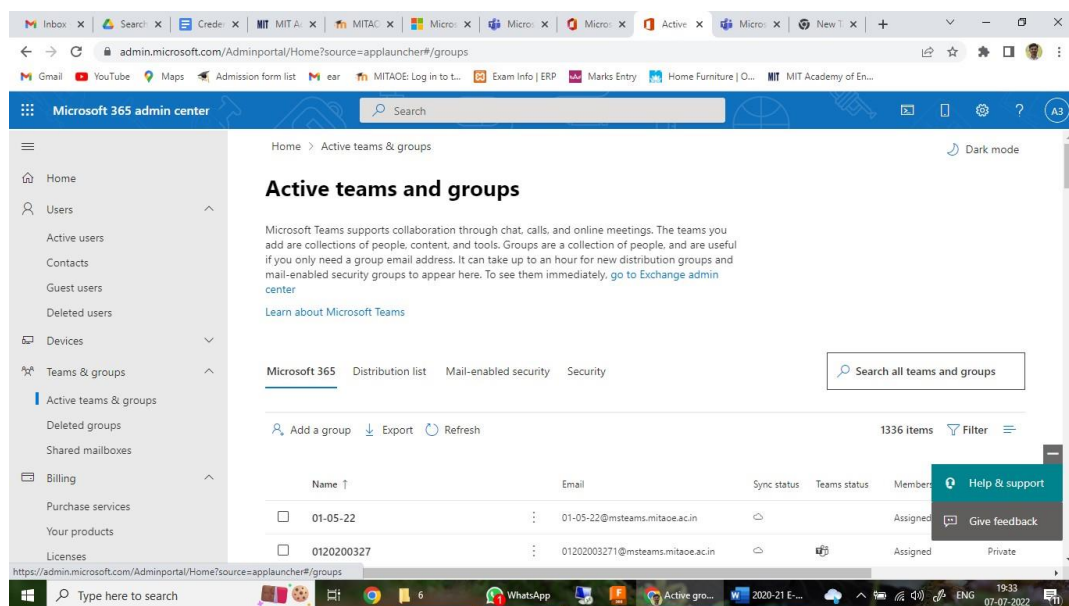 Inbox
Search
Creder
MIT MIT Ac
MITAC
Micros
Micros
Micros
Active
Micros
New T
admin.microsoft.com/Adminportal/Home?source=applauncher#/groups
Gmail YouTube Maps Admission form list ear MITAOE: Log in to t... Exam Info | ERP Marks Entry Home Furniture | O... MIT MIT Academy of En...
Microsoft 365 admin center
Search
A3
Home > Active teams & groups
Dark mode
Home
Users
Active users
Contacts
Guest users
Deleted users
Devices
Teams & groups
Active teams & groups
Deleted groups
Shared mailboxes
Billing
Purchase services
Your products
Licenses
Active teams and groups
Microsoft Teams supports collaboration through chat, calls, and online meetings. The teams you
add are collections of people, content, and tools. Groups are a collection of people, and are useful
if you only need a group email address. It can take up to an hour for new distribution groups and
mail-enabled security groups to appear here. To see them immediately, go to Exchange admin
center
Learn about Microsoft Teams
Microsoft 365 Distribution list Mail-enabled security Security
Search all teams and groups
Add a group Export Refresh
1336 items Filter
Name ↑ Email Sync status Teams status Members
01-05-22 01-05-22@msteams.mitaoe.ac.in Assigned
0120200327 01202003271@msteams.mitaoe.ac.in Assigned Private
Help & support
Give feedback
https://admin.microsoft.com/Adminportal/Home?source=applauncher#/groups
Type here to search
6
WhatsApp
Active gro...
2020-21 E-...
ENG
19:33
07-07-2022